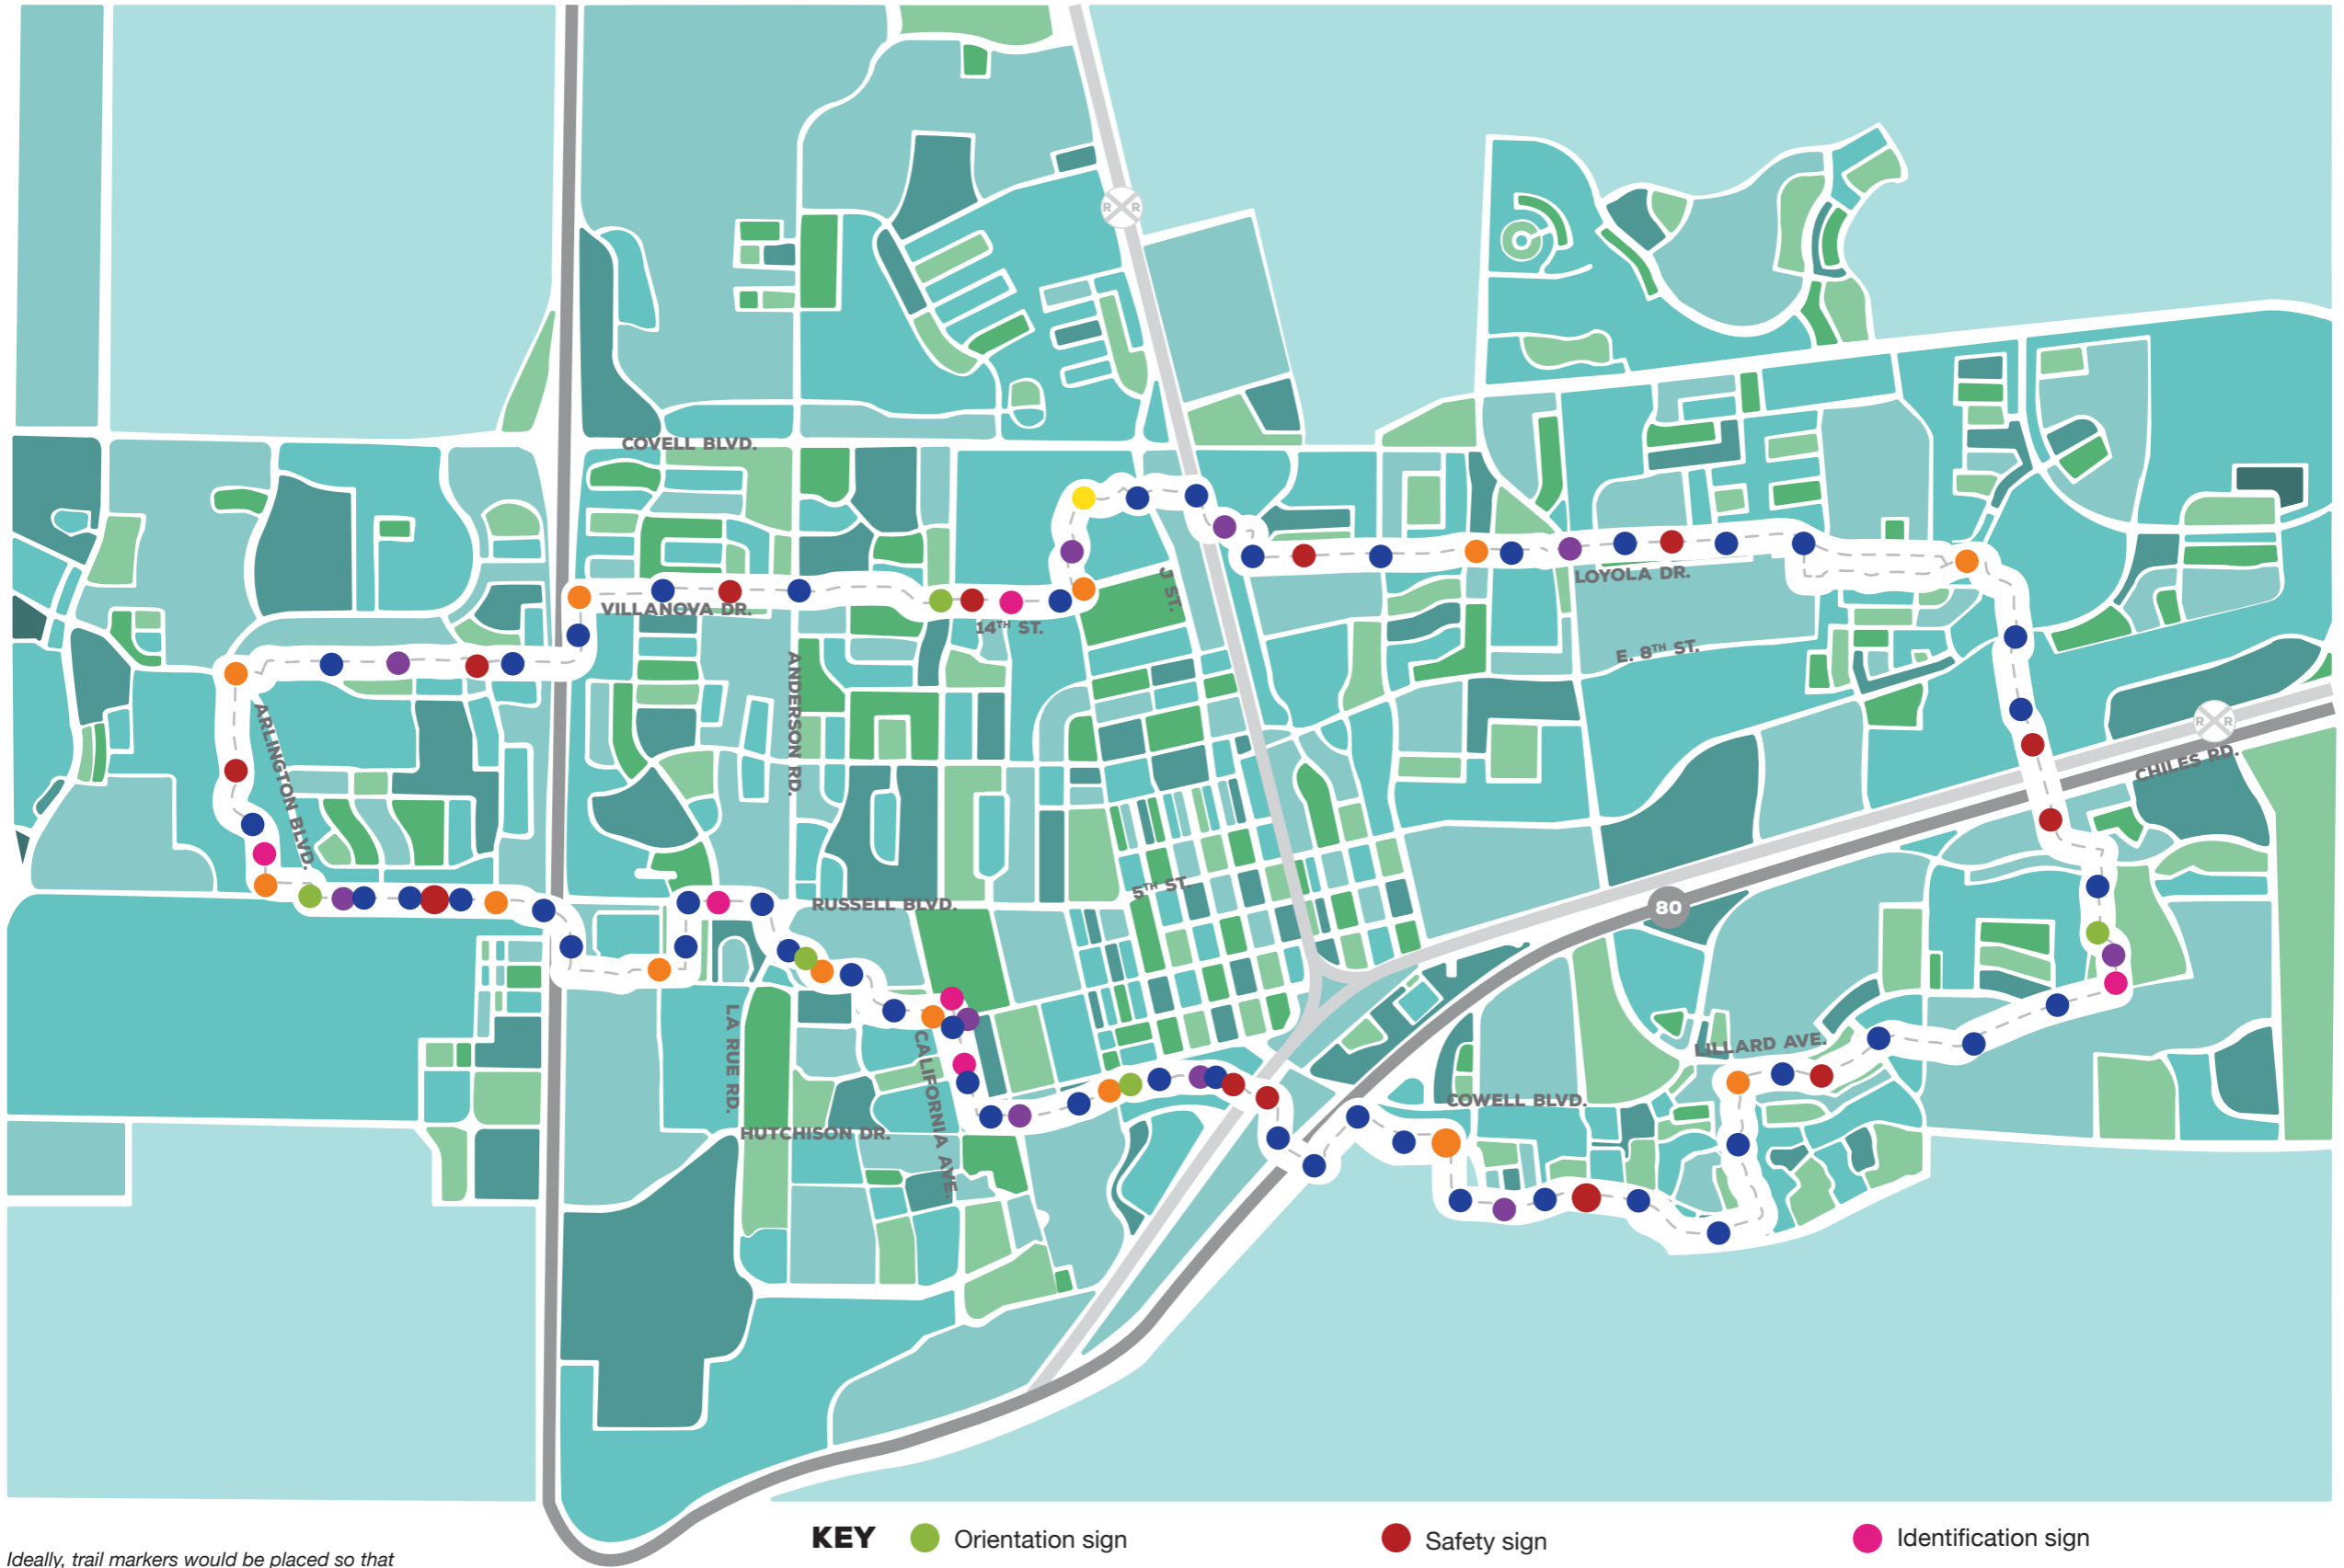 R R
COVELL BLVD.
LOYOLA DR.
VILLANOVA DR.
14TH ST.
J ST.
E. 8TH ST.
ANDERSON RD.
ARLINGTON BLVD.
R R
CHILES RD.
5TH ST.
RUSSELL BLVD.
80
LA RUE RD.
CALIFORNIA AVE.
LILLARD AVE.
COWELL BLVD.
HUTCHISON DR.
KEY
Orientation sign
Safety sign
Identification sign
Ideally, trail markers would be placed so that